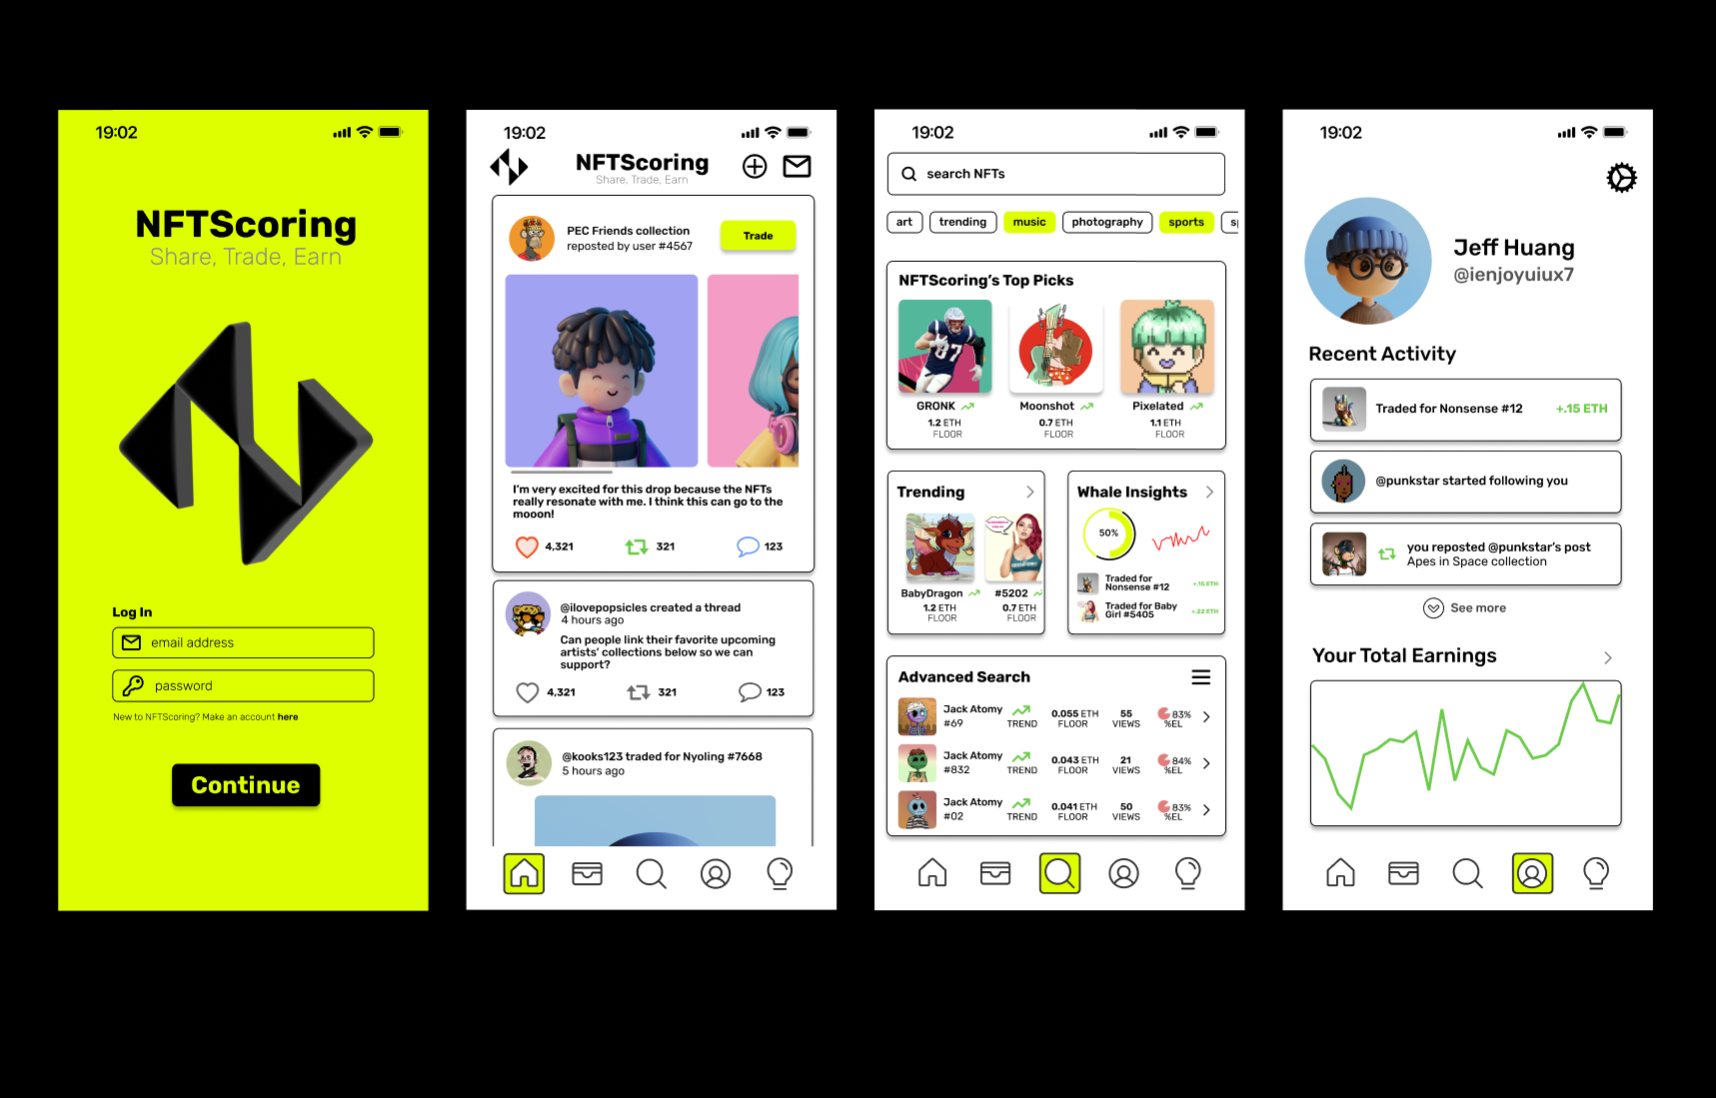 19:02
NFTScoring
Share, Trade, Earn
Log In
email address
password
New to NFTScoring? Make an account here
Continue
19:02
NFTScoring
Share, Trade, Earn
PEC Friends collection
reposted by user #4567
Trade
I'm very excited for this drop because the NFTs
really resonate with me. I think this can go to the
mooon!
4,321 321 123
@ilovepopsicles created a thread
4 hours ago
Can people link their favorite upcoming
artists' collections below so we can
support?
4,321 321 123
@kooks123 traded for Nyoling #7668
5 hours ago
19:02
search NFTs
art trending music photography sports sp
NFTScoring's Top Picks
87
GRONK Moonshot Pixelated
1.2 ETH 0.7 ETH 1.1 ETH
FLOOR FLOOR FLOOR
Trending
BabyDragon #5202
1.2 ETH 0.7 ETH
FLOOR FLOOR
Whale Insights
50%
Traded for
Nonsense #12
+.15 ETH
Traded for Baby
Girl #5405
+.22 ETH
Advanced Search
Jack Atomy 0.055 ETH 55 83%
#69 TREND FLOOR VIEWS %EL
Jack Atomy 0.043 ETH 21 84%
#832 TREND FLOOR VIEWS %EL
Jack Atomy 0.041 ETH 50 83%
#02 TREND FLOOR VIEWS %EL
19:02
Jeff Huang
@ienjoyuiux7
Recent Activity
Traded for Nonsense #12 +.15 ETH
@punkstar started following you
you reposted @punkstar's post
Apes in Space collection
See more
Your Total Earnings